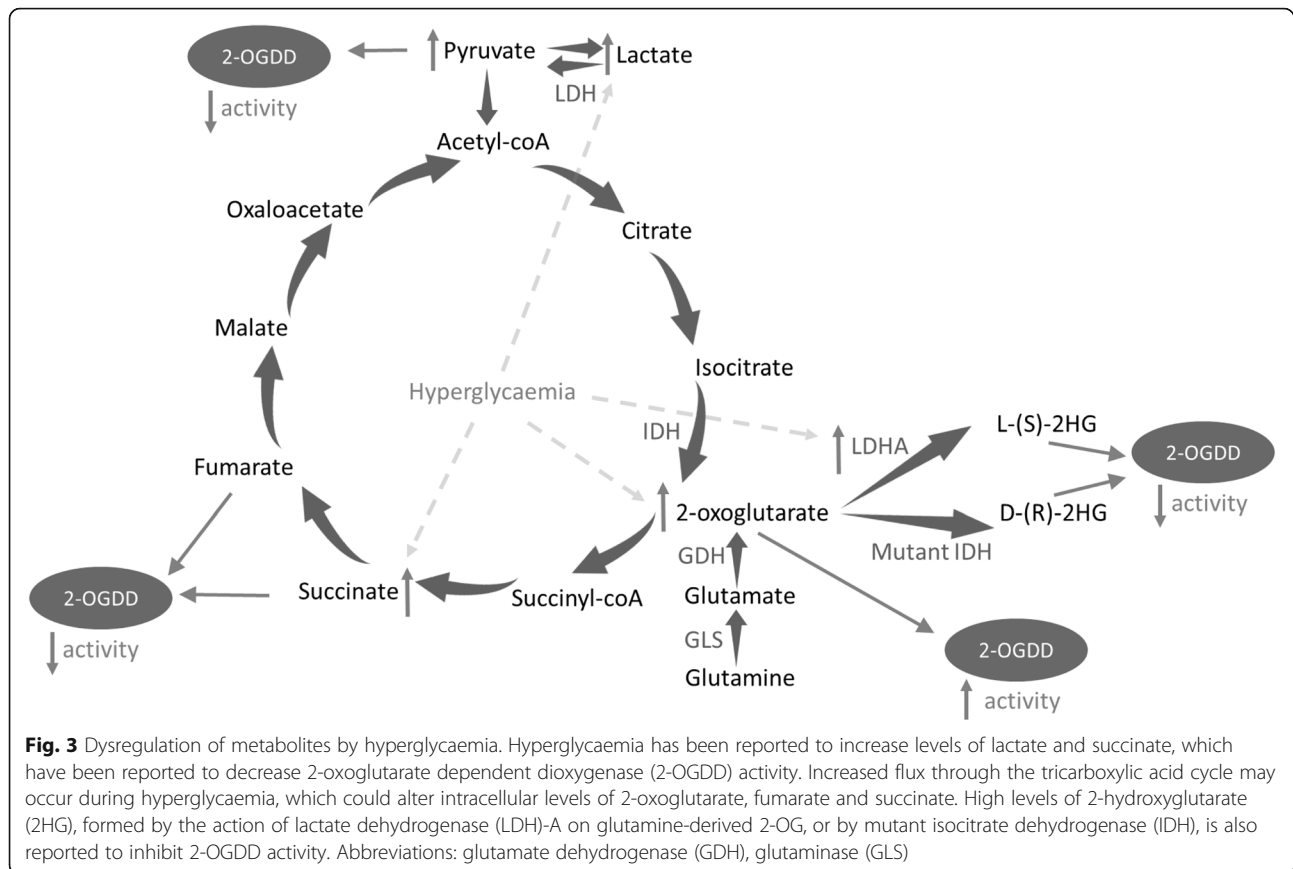 2-OGDD
activity
Pyruvate
Lactate
LDH
Acetyl-coA
Oxaloacetate
Citrate
Malate
Isocitrate
Hyperglycaemia
IDH
LDHA
L-(S)-2HG
2-OGDD
activity
D-(R)-2HG
Fumarate
2-oxoglutarate
Mutant IDH
GDH
2-OGDD
activity
Succinate
Succinyl-coA
Glutamate
GLS
Glutamine
2-OGDD
activity
Fig. 3 Dysregulation of metabolites by hyperglycaemia. Hyperglycaemia has been reported to increase levels of lactate and succinate, which
have been reported to decrease 2-oxoglutarate dependent dioxygenase (2-OGDD) activity. Increased flux through the tricarboxylic acid cycle may
occur during hyperglycaemia, which could alter intracellular levels of 2-oxoglutarate, fumarate and succinate. High levels of 2-hydroxyglutarate
(2HG), formed by the action of lactate dehydrogenase (LDH)-A on glutamine-derived 2-OG, or by mutant isocitrate dehydrogenase (IDH), is also
reported to inhibit 2-OGDD activity. Abbreviations: glutamate dehydrogenase (GDH), glutaminase (GLS)